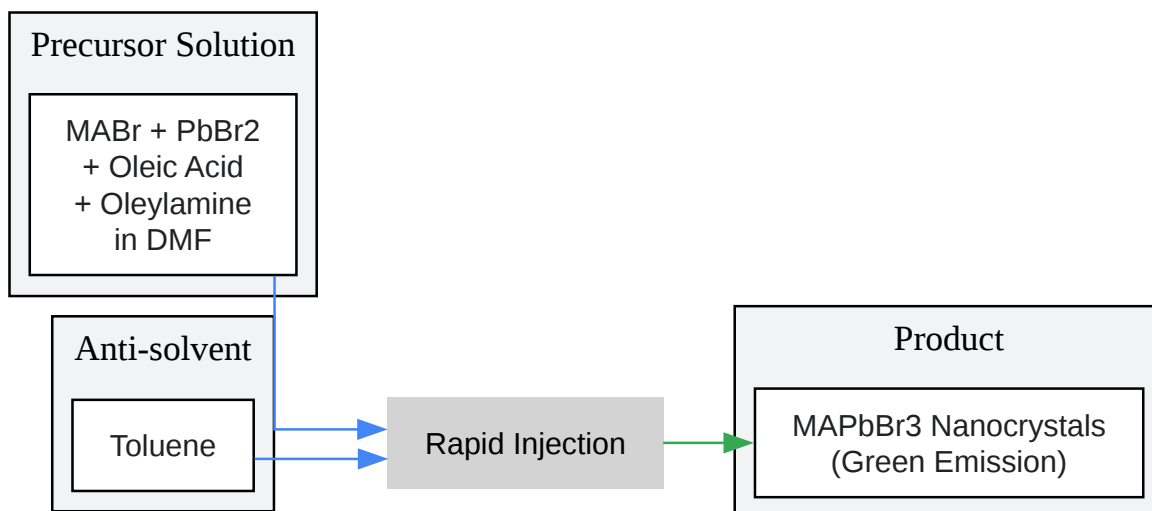 Precursor Solution
MABr + PbBr2
+ Oleic Acid
+ Oleylamine
in DMF
Anti-solvent
Toluene
Rapid Injection
Product
MAPbBr3 Nanocrystals
(Green Emission)